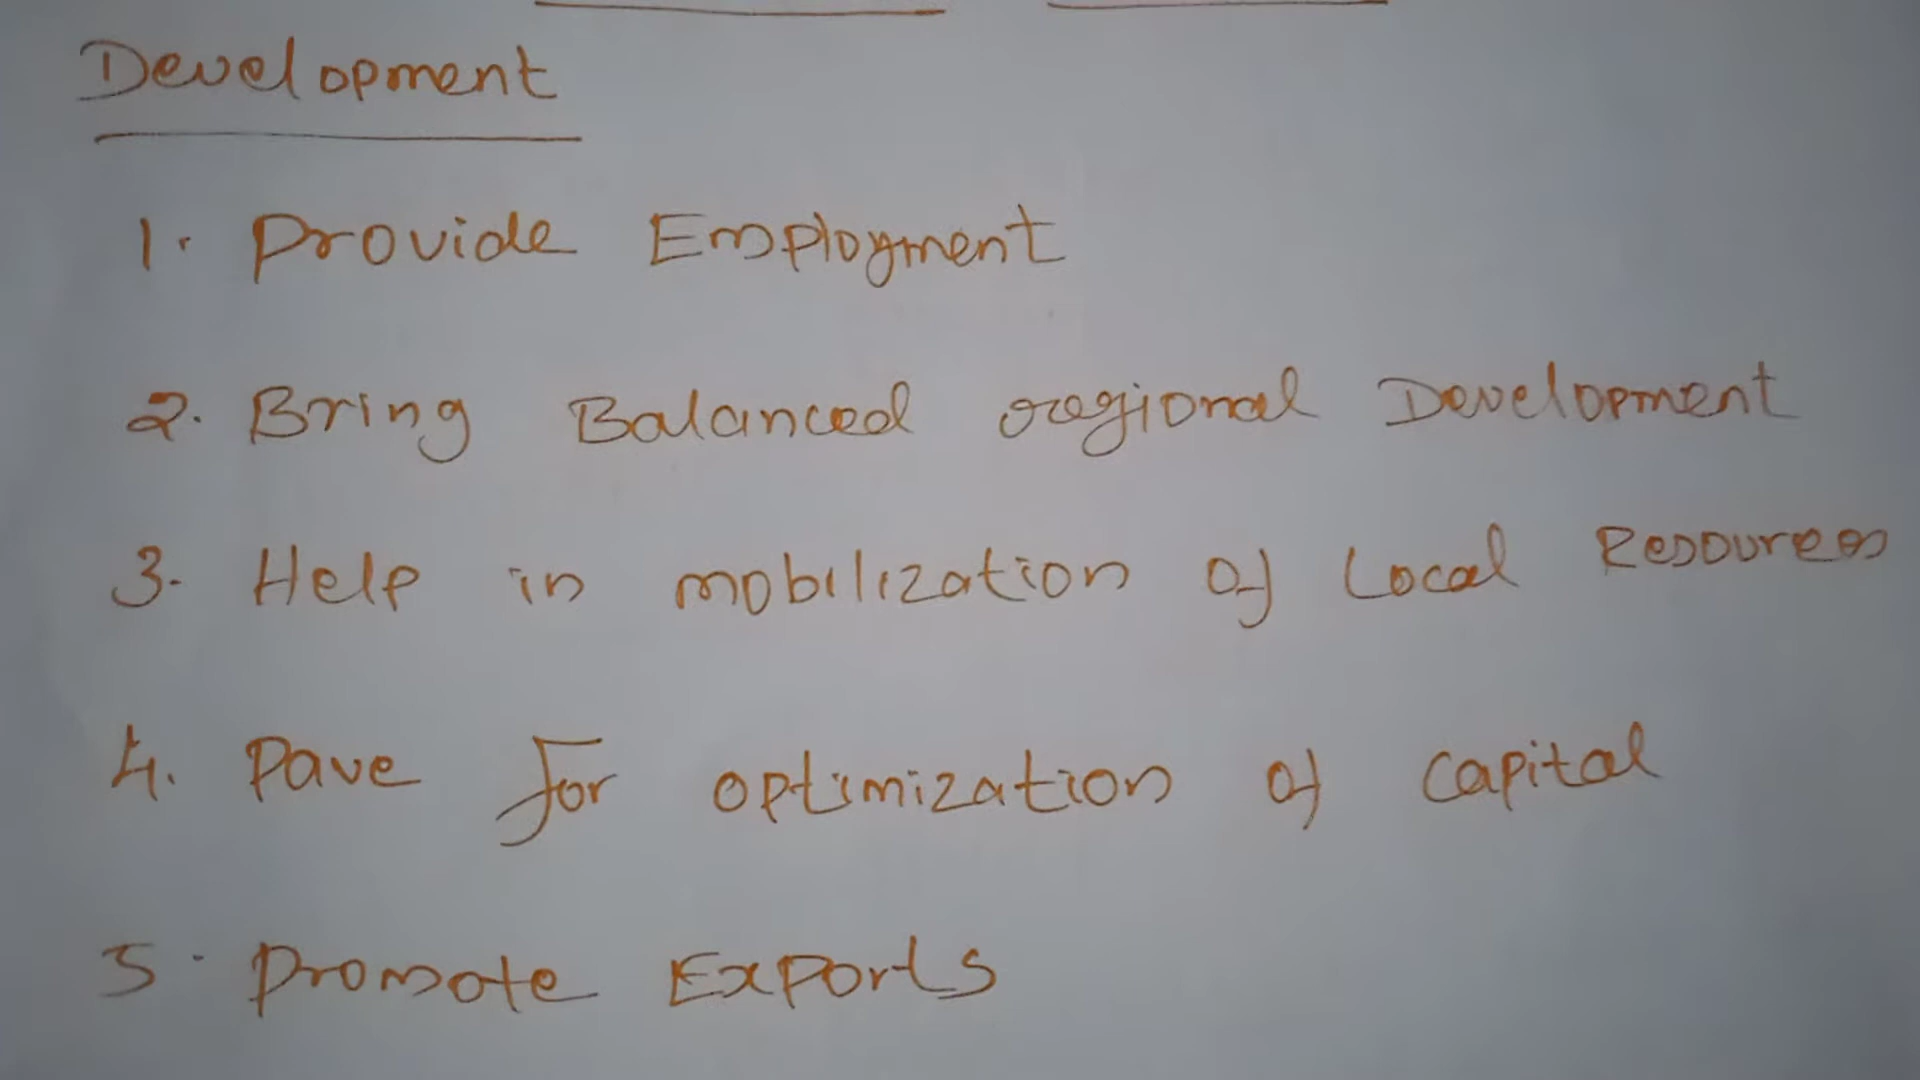 Development
1. Provide Employment
2. Bring Balanced regional Development
3. Help in mobilization of Local Resources
4. Pave for optimization of capital
5. Promote Exports